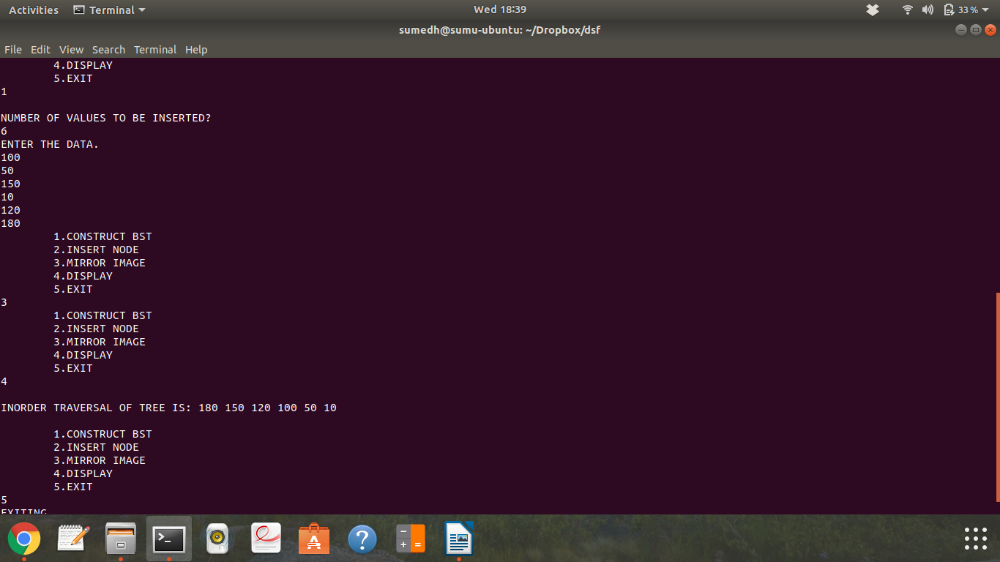 Activities Terminal Wed 18:39 33 %
sumedh@sumu-ubuntu: ~/Dropbox/dsf
File Edit View Search Terminal Help
4.DISPLAY
5.EXIT
1
NUMBER OF VALUES TO BE INSERTED?
6
ENTER THE DATA.
100
50
150
10
120
180
1.CONSTRUCT BST
2.INSERT NODE
3.MIRROR IMAGE
4.DISPLAY
5.EXIT
3
1.CONSTRUCT BST
2.INSERT NODE
3.MIRROR IMAGE
4.DISPLAY
5.EXIT
4
INORDER TRAVERSAL OF TREE IS: 180 150 120 100 50 10
1.CONSTRUCT BST
2.INSERT NODE
3.MIRROR IMAGE
4.DISPLAY
5.EXIT
5
EXITING